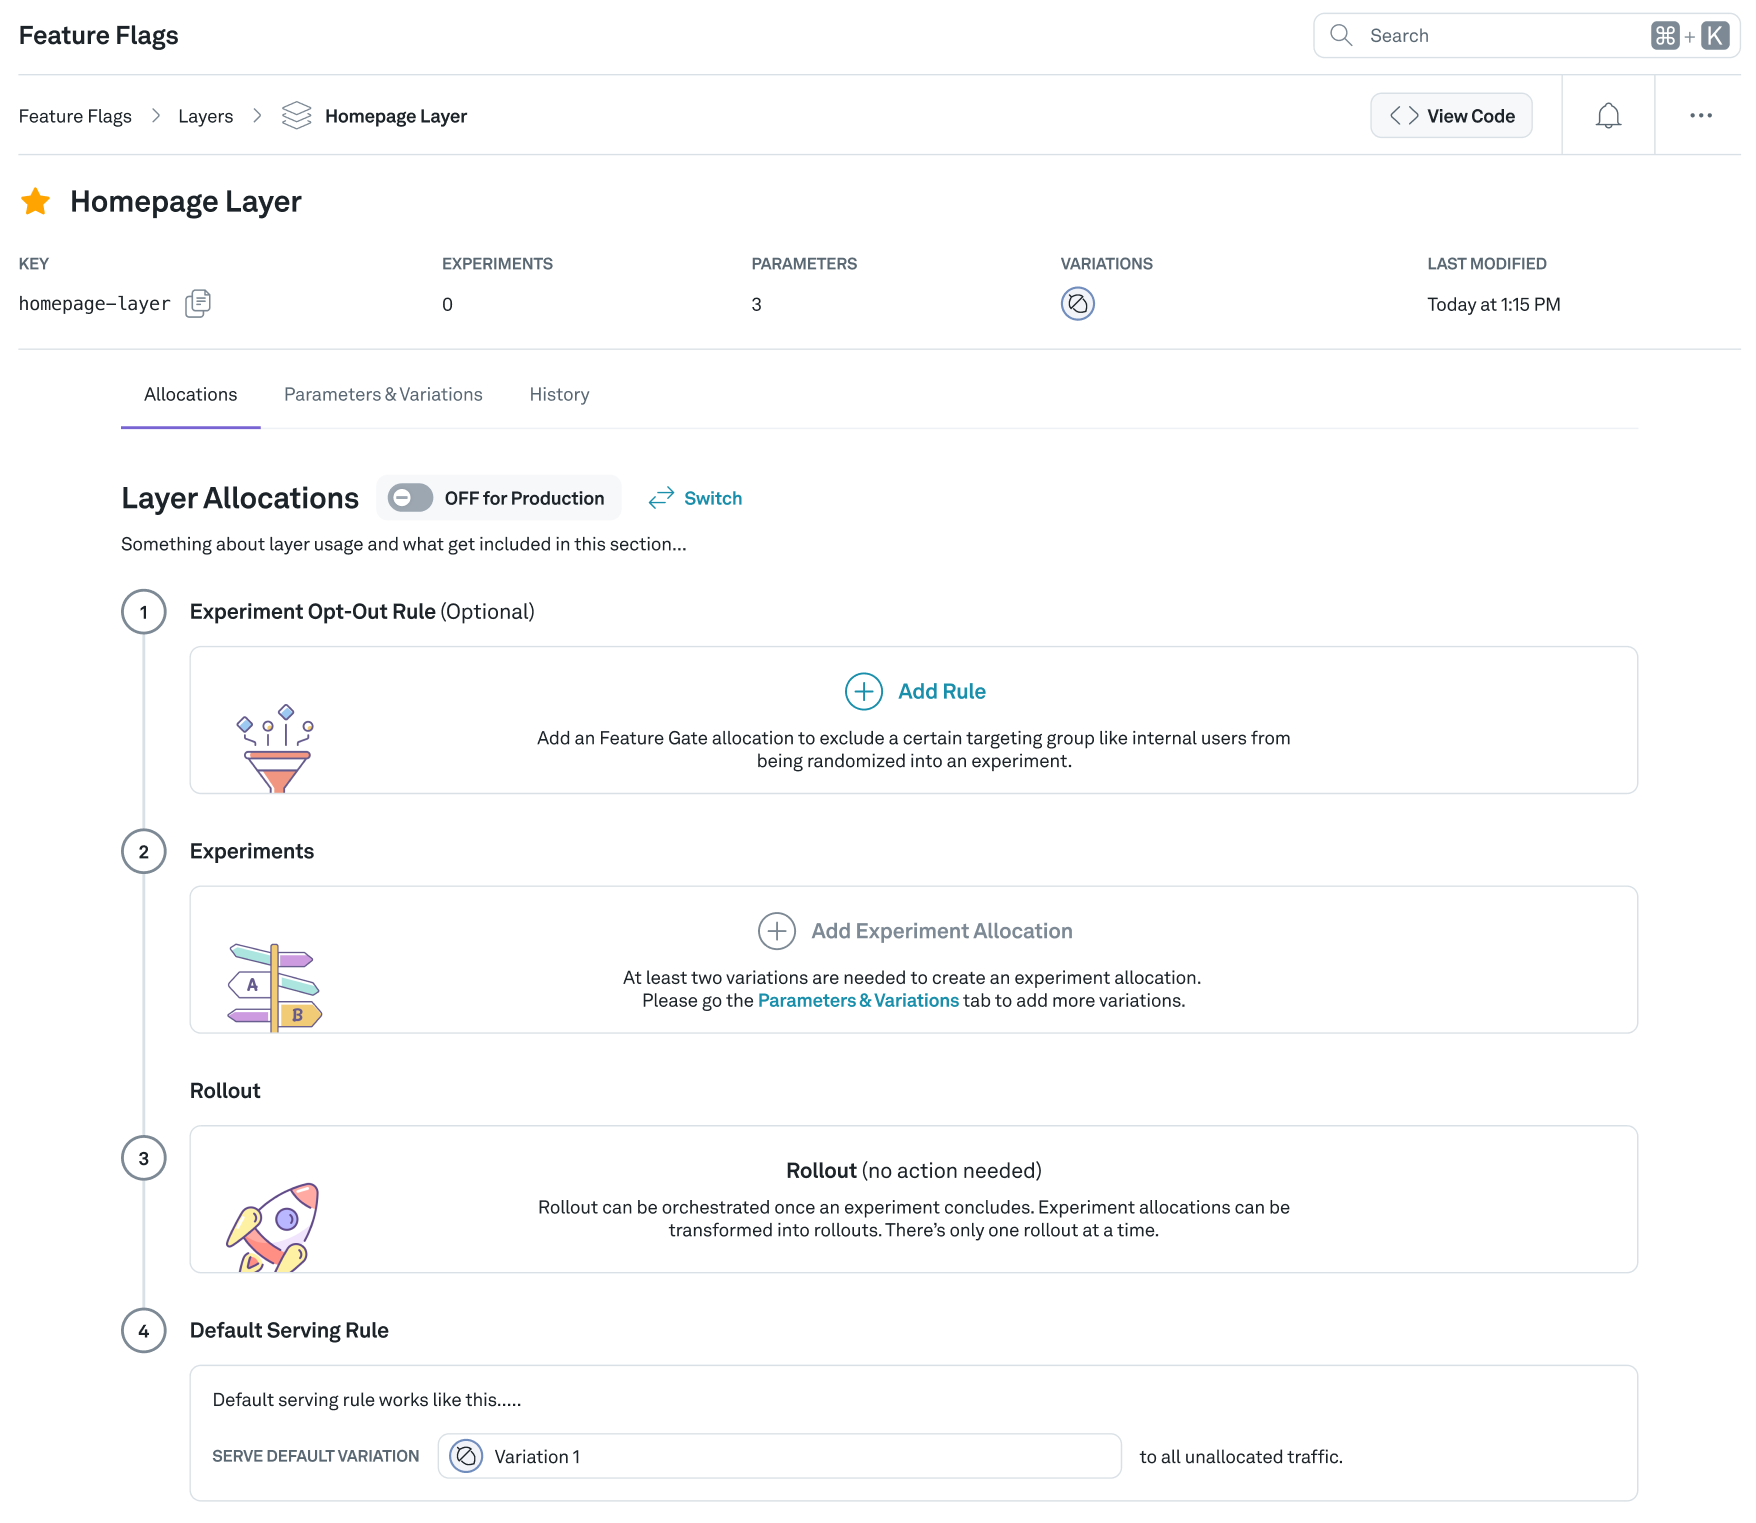 Feature Flags
Search
⌘ + K
Feature Flags > Layers > Homepage Layer
View Code
Homepage Layer
KEY EXPERIMENTS PARAMETERS VARIATIONS LAST MODIFIED
homepage-layer 0 3 Today at 1:15 PM
Allocations Parameters & Variations History
Layer Allocations OFF for Production Switch
Something about layer usage and what get included in this section...
1 Experiment Opt-Out Rule (Optional)
Add Rule
Add an Feature Gate allocation to exclude a certain targeting group like internal users from
being randomized into an experiment.
2 Experiments
Add Experiment Allocation
At least two variations are needed to create an experiment allocation.
Please go the Parameters & Variations tab to add more variations.
A
B
Rollout
3
Rollout (no action needed)
Rollout can be orchestrated once an experiment concludes. Experiment allocations can be
transformed into rollouts. There's only one rollout at a time.
4 Default Serving Rule
Default serving rule works like this.....
SERVE DEFAULT VARIATION Variation 1 to all unallocated traffic.